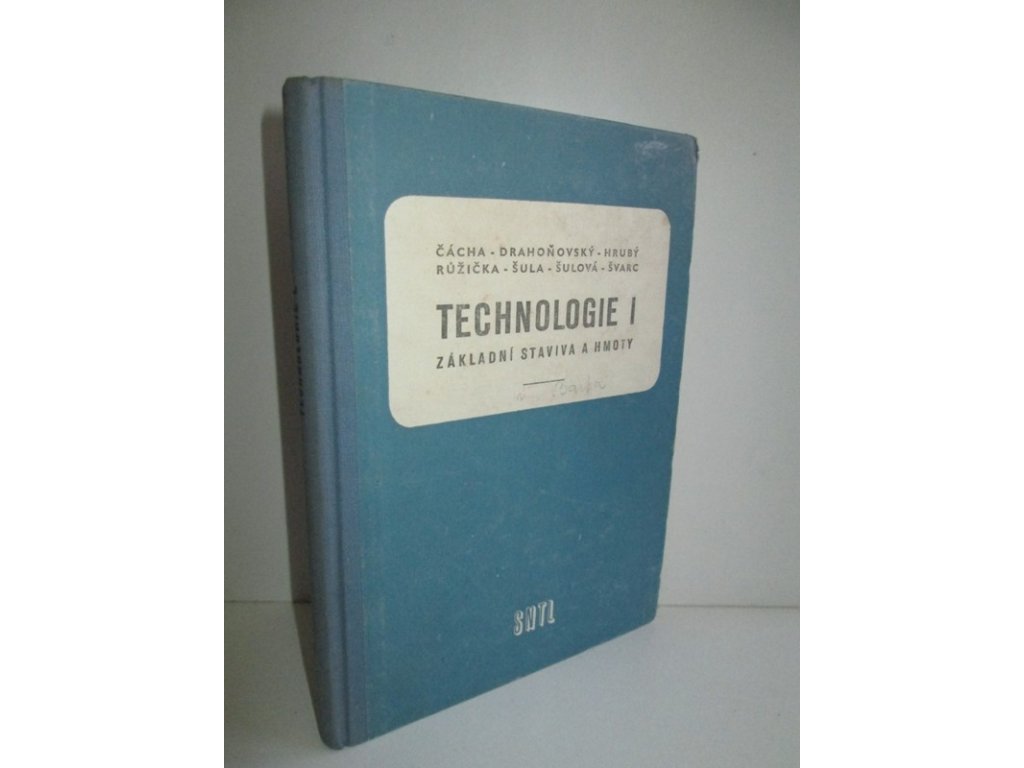 ČÁCHA - DRAHOŇOVSKÝ - HRUBÝ
RŮŽIČKA - ŠULA - ŠULOVÁ - ŠVARC
TECHNOLOGIE I
ZÁKLADNÍ STAVIVA A HMOTY
SNTL